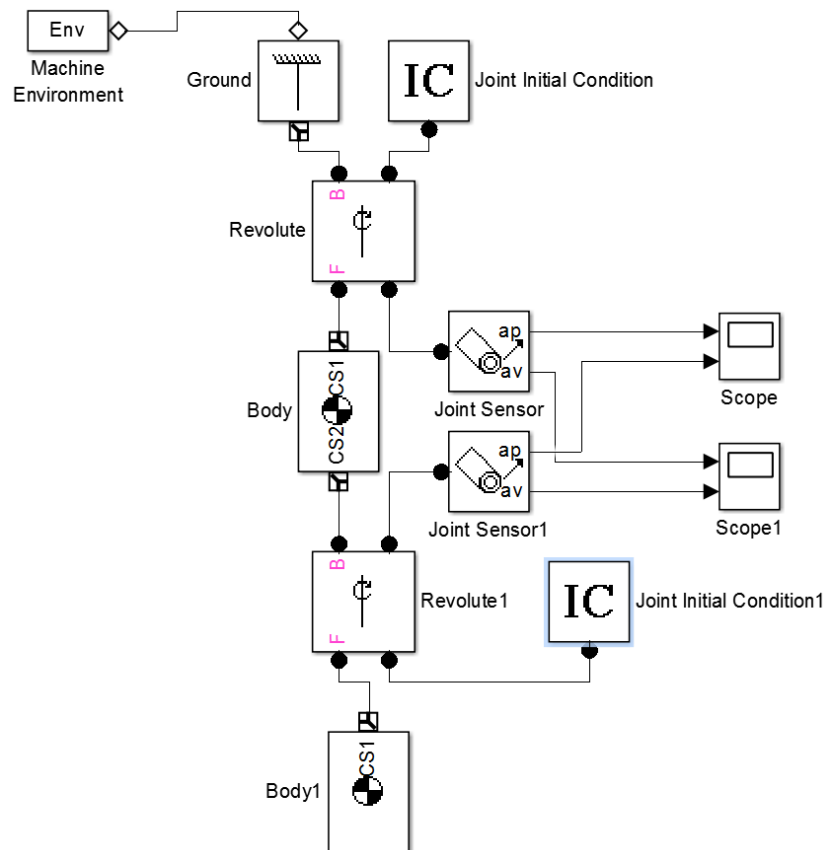 Env
Machine
Environment
Ground
IC
Joint Initial Condition
B
Revolute
F
ap
av
Joint Sensor
Scope
CS1
Body
CS2
ap
av
Joint Sensor1
Scope1
B
Revolute1
F
IC
Joint Initial Condition1
CS1
Body1